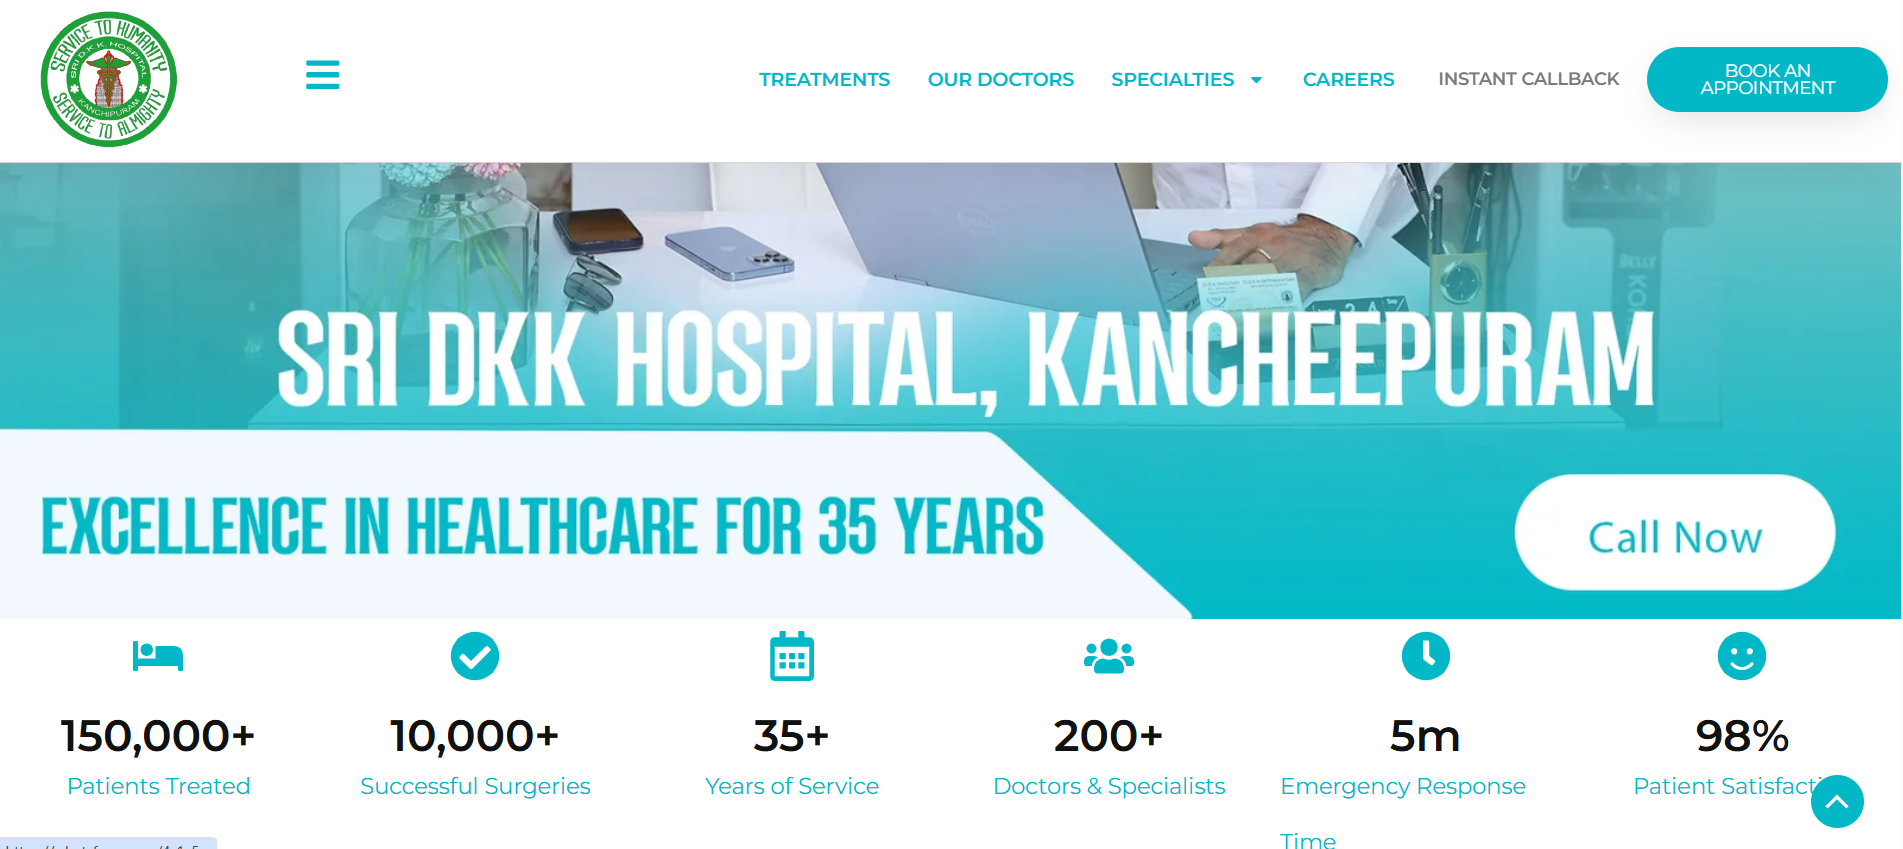 SERVICE TO HUMANITY
SRI D.K.K. HOSPITAL
KANCHIPURAM
SERVICE TO ALMIGHTY
TREATMENTS
OUR DOCTORS
SPECIALTIES
CAREERS
INSTANT CALLBACK
BOOK AN
APPOINTMENT
SRI DKK HOSPITAL, KANCHEEPURAM
EXCELLENCE IN HEALTHCARE FOR 35 YEARS
Call Now
150,000+
Patients Treated
10,000+
Successful Surgeries
35+
Years of Service
200+
Doctors & Specialists
5m
Emergency Response
Time
98%
Patient Satisfacti